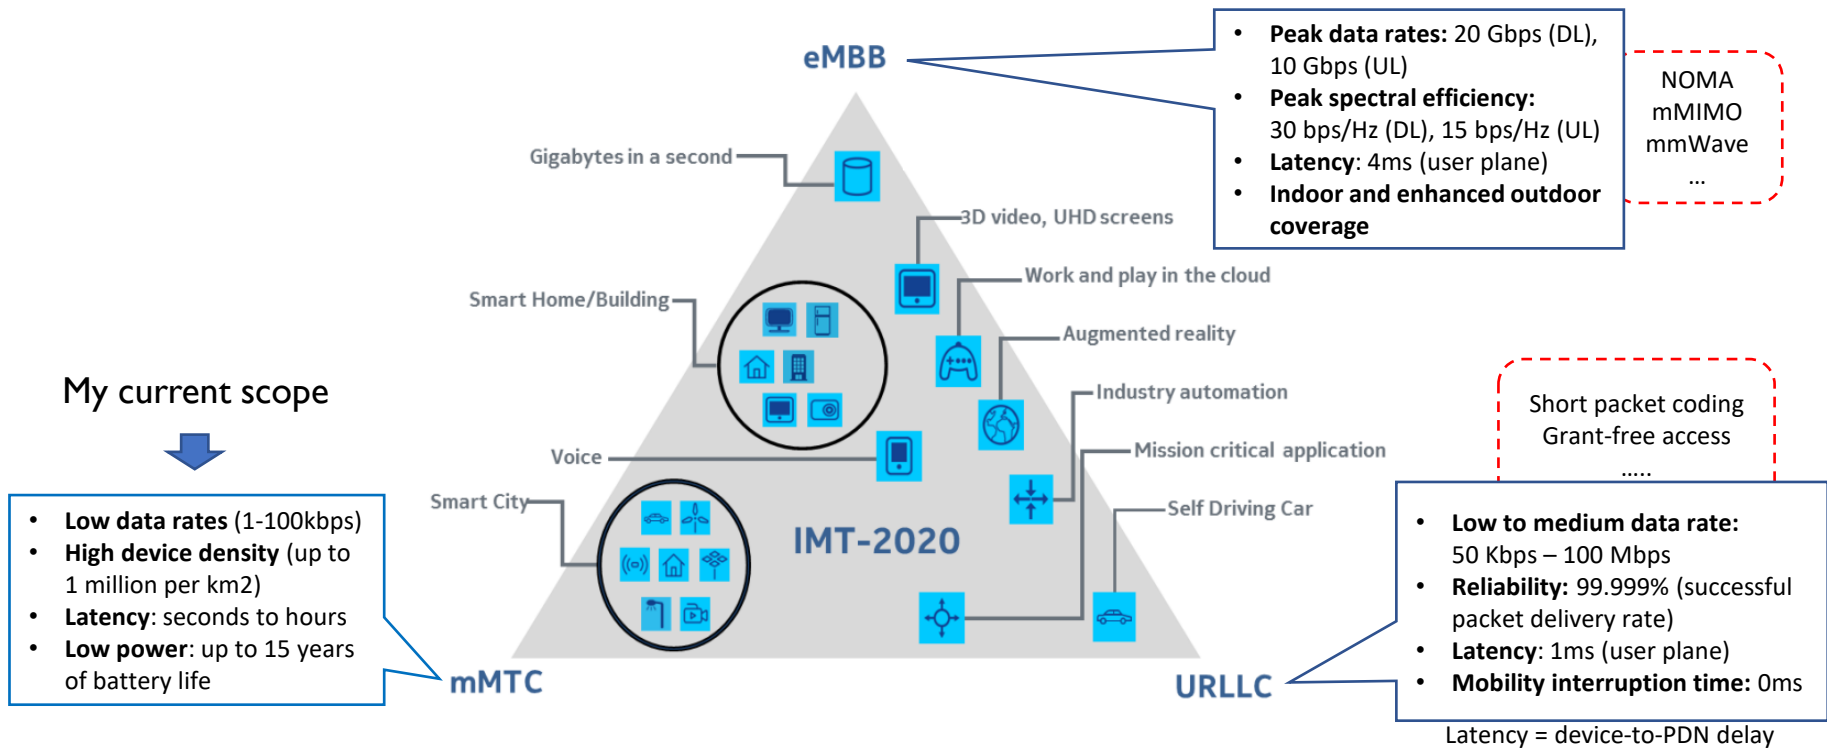 eMBB
• Peak data rates: 20 Gbps (DL),
10 Gbps (UL)
• Peak spectral efficiency:
30 bps/Hz (DL), 15 bps/Hz (UL)
• Latency: 4ms (user plane)
• Indoor and enhanced outdoor
coverage
NOMA
mMIMO
mmWave
...
Gigabytes in a second
3D video, UHD screens
Work and play in the cloud
Smart Home/Building
Augmented reality
My current scope
Industry automation
Voice
Mission critical application
Smart City
Self Driving Car
IMT-2020
Short packet coding
Grant-free access
.....
• Low data rates (1-100kbps)
• High device density (up to
1 million per km2)
• Latency: seconds to hours
• Low power: up to 15 years
of battery life
mMTC
URLLC
• Low to medium data rate:
50 Kbps – 100 Mbps
• Reliability: 99.999% (successful
packet delivery rate)
• Latency: 1ms (user plane)
• Mobility interruption time: 0ms
Latency = device-to-PDN delay